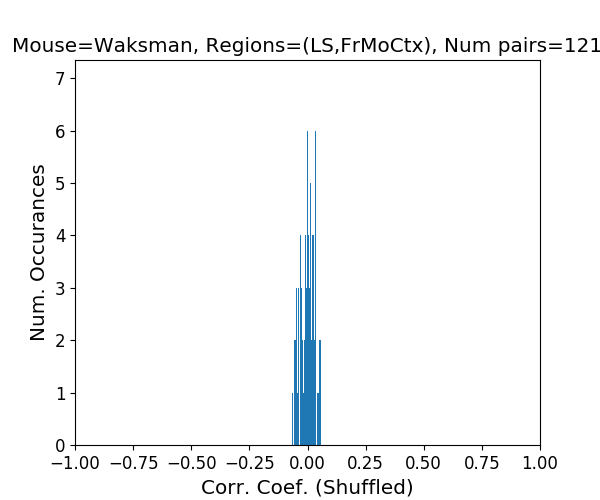 Mouse=Waksman, Regions=(LS,FrMoCtx), Num pairs=121
7
6
5
4
3
2
1
0
Num. Occurances
−1.00 −0.75 −0.50 −0.25 0.00 0.25 0.50 0.75 1.00
Corr. Coef. (Shuffled)